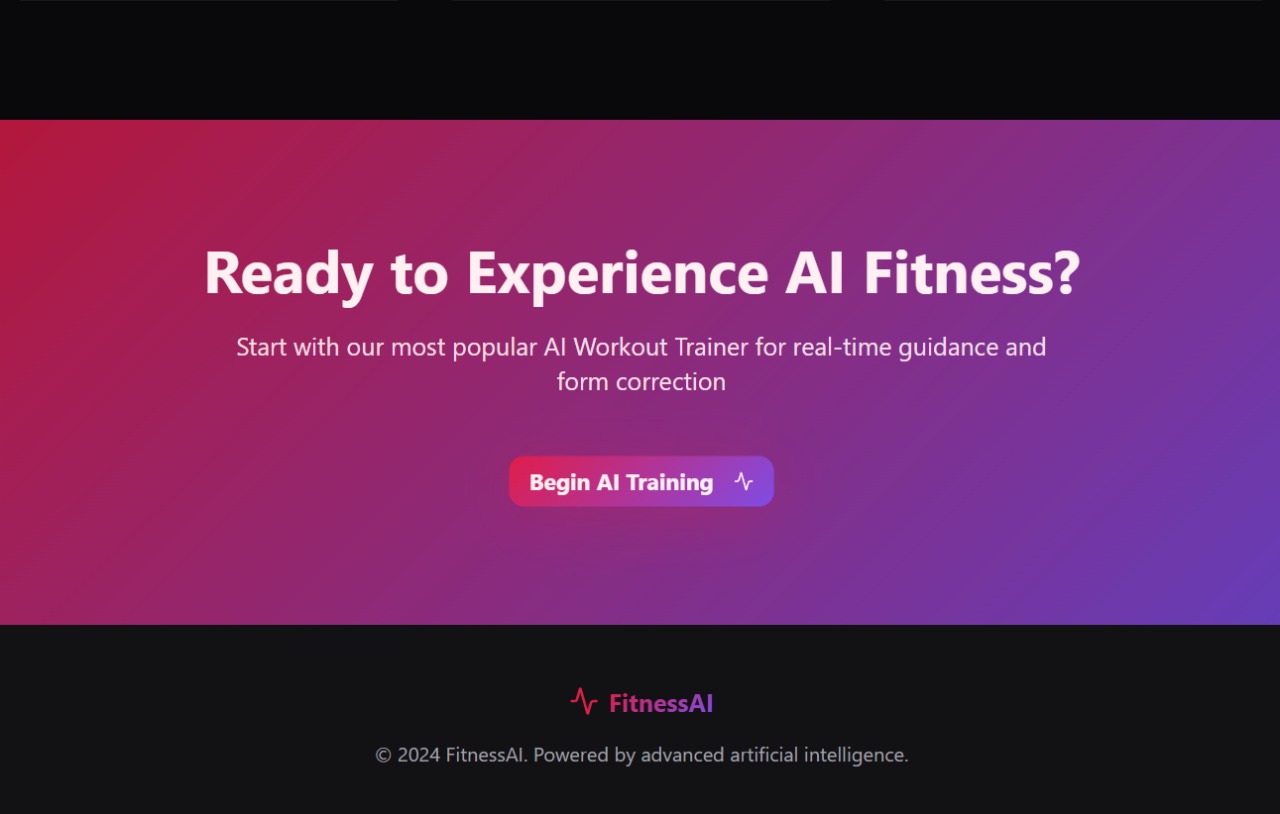 Ready to Experience AI Fitness?
Start with our most popular AI Workout Trainer for real-time guidance and
form correction
Begin AI Training
FitnessAI
© 2024 FitnessAI. Powered by advanced artificial intelligence.